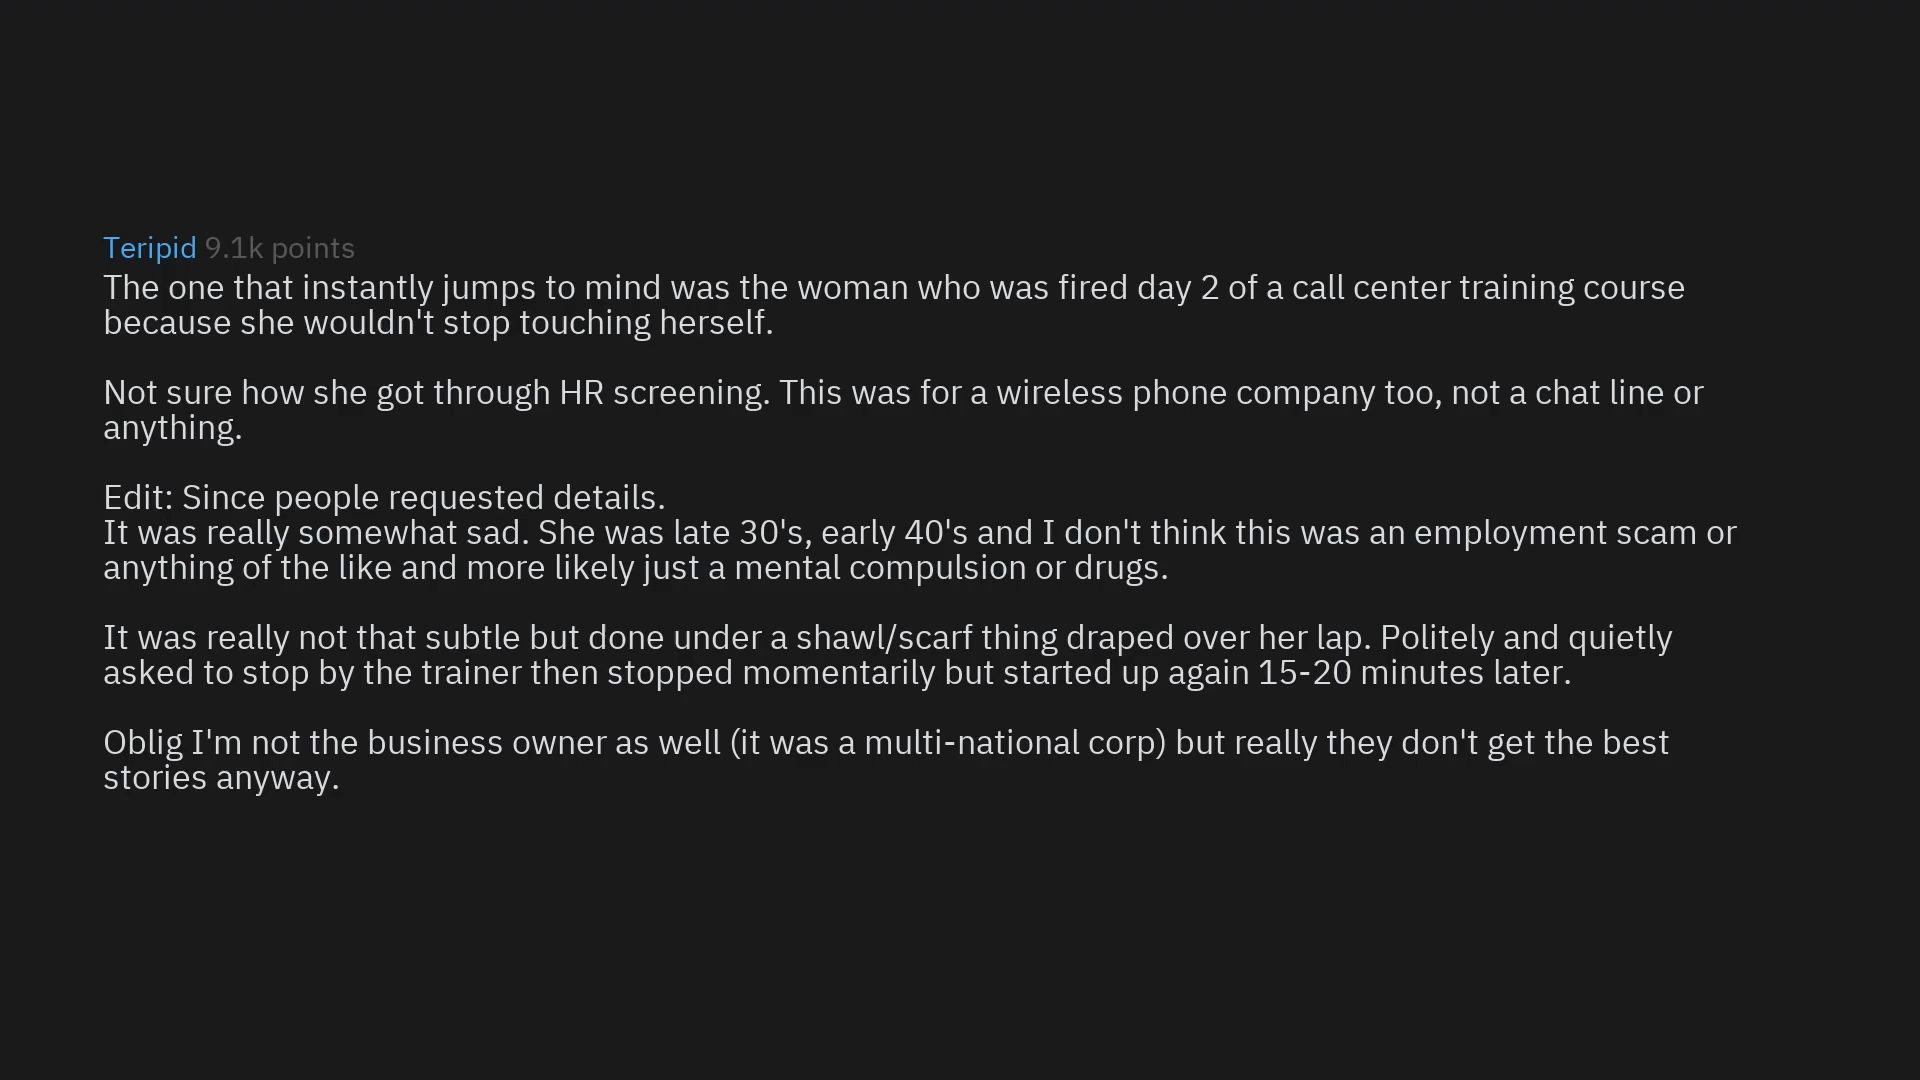 Teripid 9.1k points
The one that instantly jumps to mind was the woman who was fired day 2 of a call center training course
because she wouldn't stop touching herself.
Not sure how she got through HR screening. This was for a wireless phone company too, not a chat line or
anything.
Edit: Since people requested details.
It was really somewhat sad. She was late 30's, early 40's and I don't think this was an employment scam or
anything of the like and more likely just a mental compulsion or drugs.
It was really not that subtle but done under a shawl/scarf thing draped over her lap. Politely and quietly
asked to stop by the trainer then stopped momentarily but started up again 15-20 minutes later.
Oblig I'm not the business owner as well (it was a multi-national corp) but really they don't get the best
stories anyway.